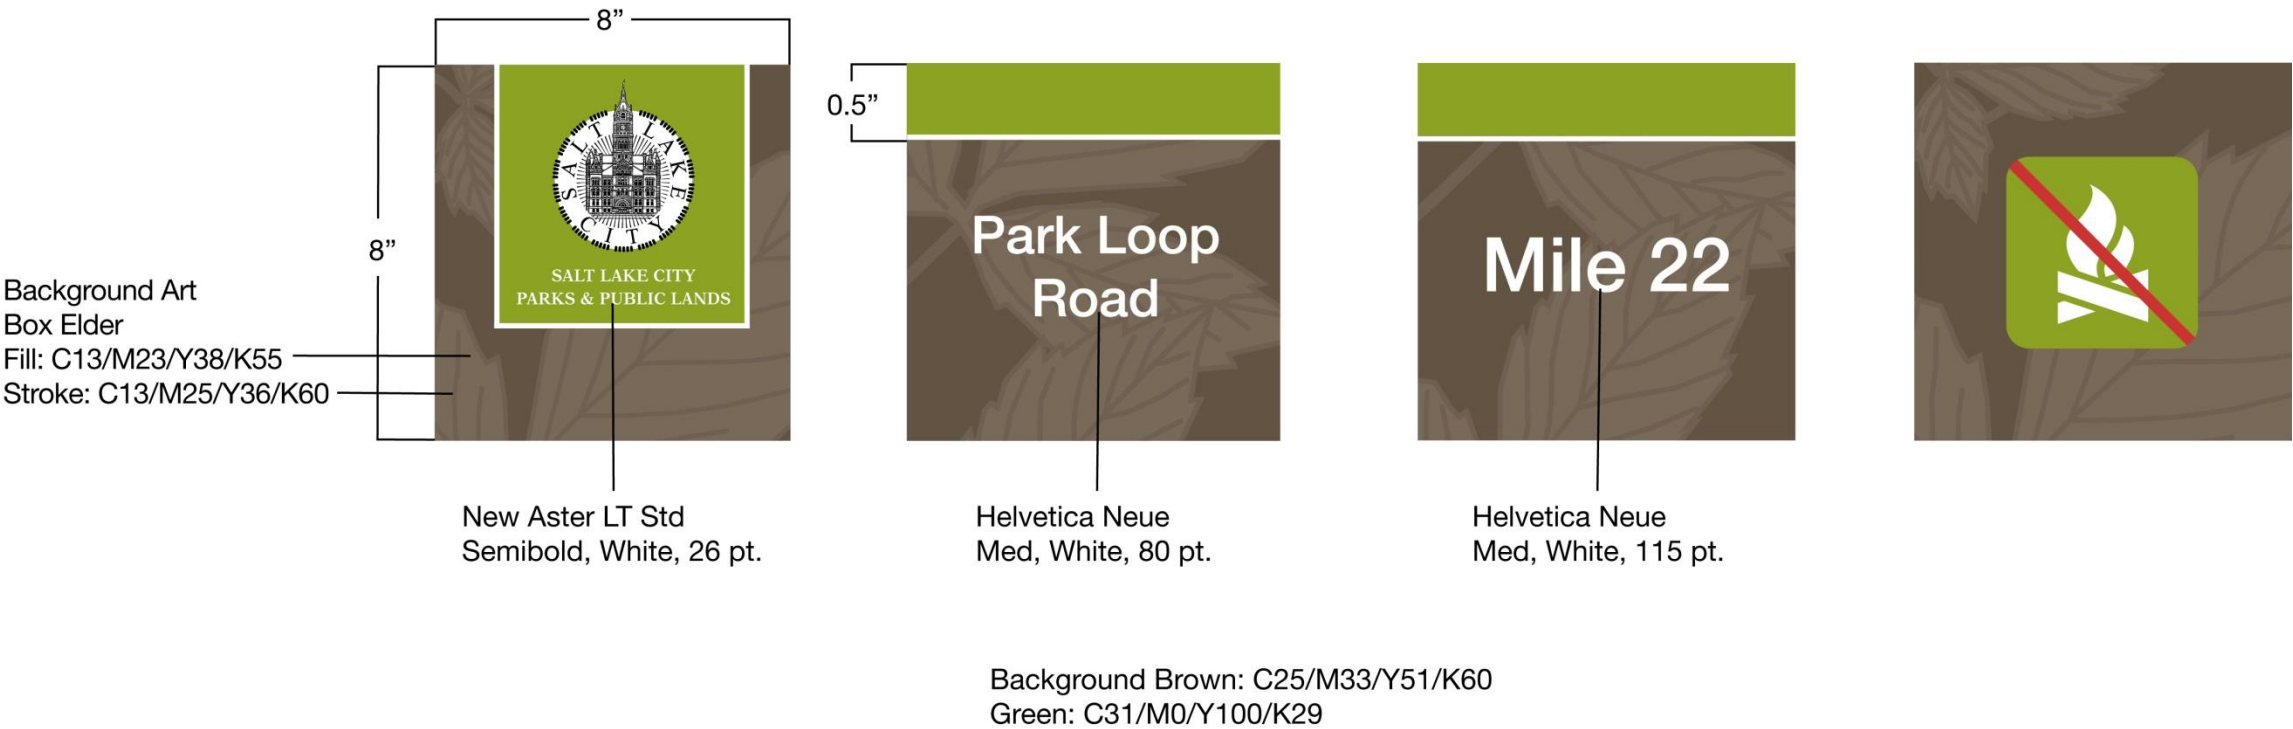 8”
8”
SALT LAKE CITY
SALT LAKE CITY
PARKS & PUBLIC LANDS
Background Art
Box Elder
Fill: C13/M23/Y38/K55
Stroke: C13/M25/Y36/K60
New Aster LT Std
Semibold, White, 26 pt.
0.5”
Park Loop
Road
Helvetica Neue
Med, White, 80 pt.
Mile 22
Helvetica Neue
Med, White, 115 pt.
Background Brown: C25/M33/Y51/K60
Green: C31/M0/Y100/K29